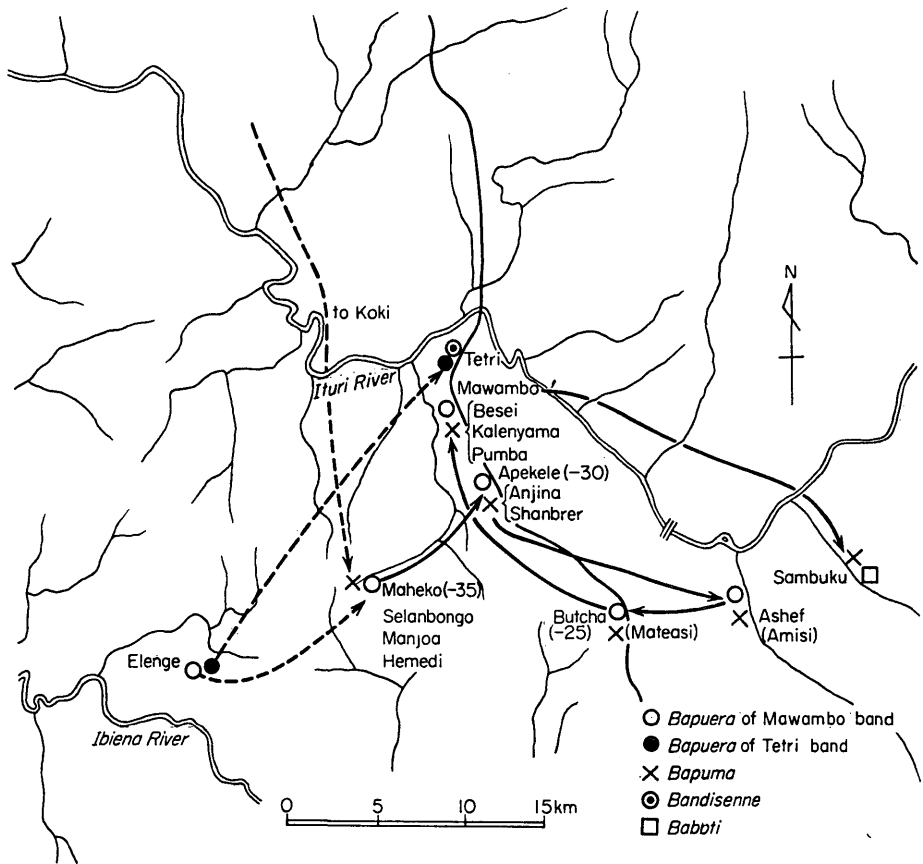 N
to Koki
Ituri River
Tetri
Mawambo
Besei
Kalenyama
Pumba
Apekele (-30)
Anjina
Shanbrer
Maheko (-35)
Selanbongo
Manjoa
Hemedi
Sambuku
Butcha
(-25)
(Mateasi)
Ashef
(Amisi)
Elenge
Ibiena River
Bapuera of Mawambo band
Bapuera of Tetri band
Bapuma
Bandisenne
Baboti
0 5 10 15km